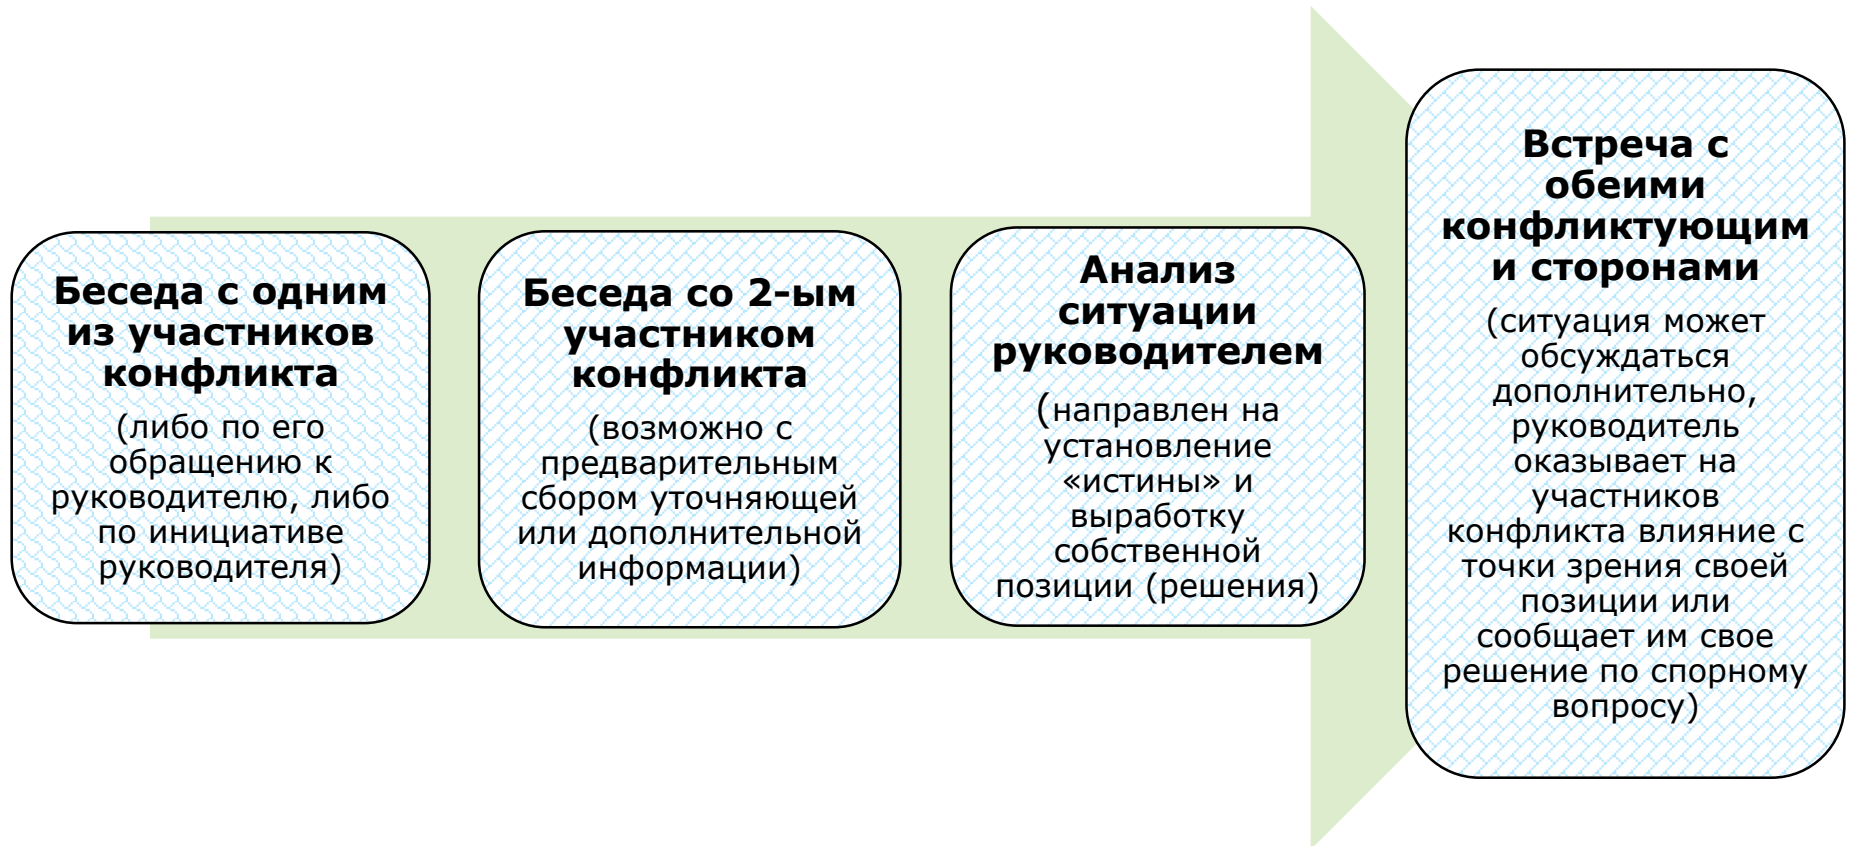 Беседа с одним
из участников
конфликта
(либо по его
обращению к
руководителю, либо
по инициативе
руководителя)
Беседа со 2-ым
участником
конфликта
(возможно с
предварительным
сбором уточняющей
или дополнительной
информации)
Анализ
ситуации
руководителем
(направлен на
установление
«истины» и
выработку
собственной
позиции (решения)
Встреча с
обеими
конфликтующим
и сторонами
(ситуация может
обсуждаться
дополнительно,
руководитель
оказывает на
участников
конфликта влияние с
точки зрения своей
позиции или
сообщает им свое
решение по спорному
вопросу)